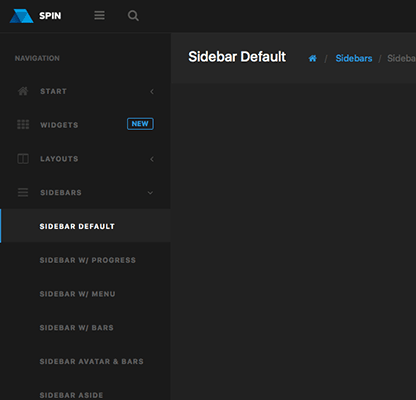 SPIN
Sidebar Default / Sidebars / Sideba
NAVIGATION
START
WIDGETS NEW
LAYOUTS
SIDEBARS
SIDEBAR DEFAULT
SIDEBAR W/ PROGRESS
SIDEBAR W/ MENU
SIDEBAR W/ BARS
SIDEBAR AVATAR & BARS
SIDEBAR ASIDE